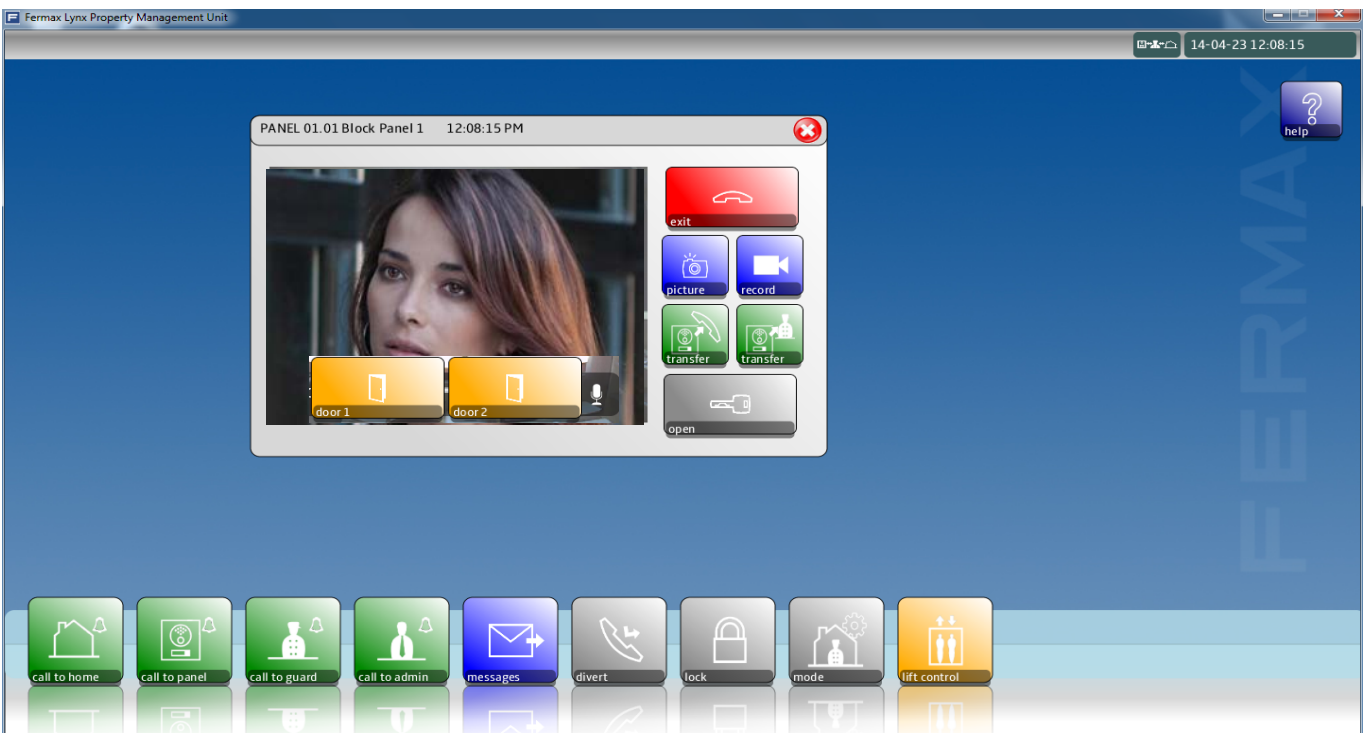 Fermax Lynx Property Management Unit
14-04-23 12:08:15
help
PANEL 01.01 Block Panel 1 12:08:15 PM
exit
picture record
transfer transfer
door 1 door 2
open
FERMAX
call to home call to panel call to guard call to admin messages divert lock mode lift control